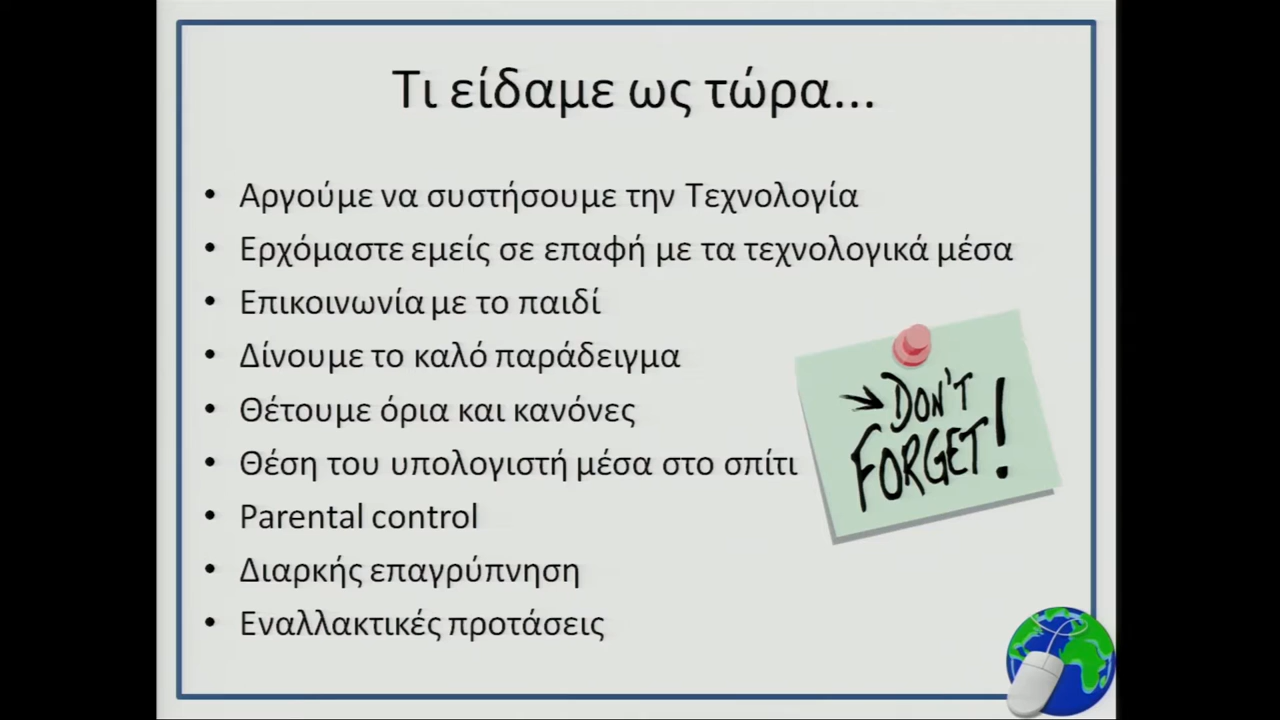 Τι είδαμε ως τώρα...
• Αργούμε να συστήσουμε την Τεχνολογία
• Ερχόμαστε εμείς σε επαφή με τα τεχνολογικά μέσα
• Επικοινωνία με το παιδί
• Δίνουμε το καλό παράδειγμα
• Θέτουμε όρια και κανόνες
• Θέση του υπολογιστή μέσα στο σπίτι
• Parental control
• Διαρκής επαγρύπνηση
• Εναλλακτικές προτάσεις
DON'T
FORGET!